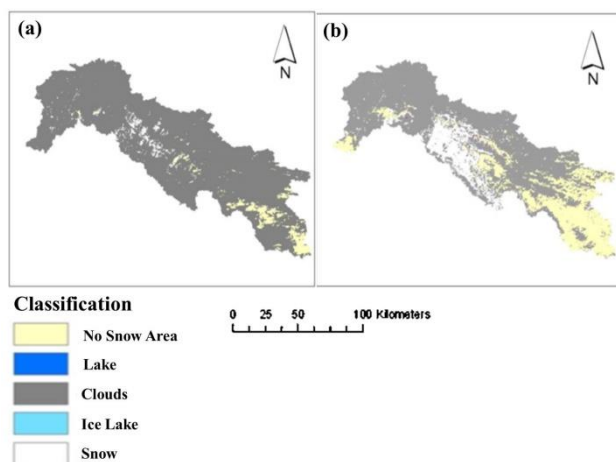 (a)
N
(b)
N
Classification
No Snow Area
Lake
Clouds
Ice Lake
Snow
0 25 50 100 Kilometers